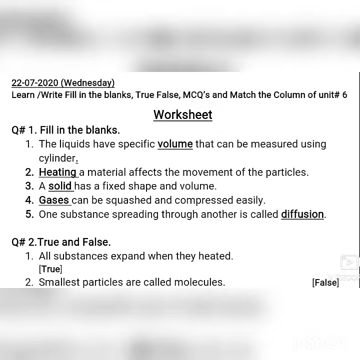 22-07-2020 (Wednesday)
Learn /Write Fill in the blanks, True False, MCQ's and Match the Column of unit# 6
Worksheet
Q# 1. Fill in the blanks.
1. The liquids have specific volume that can be measured using
cylinder.
2. Heating a material affects the movement of the particles.
3. A solid has a fixed shape and volume.
4. Gases can be squashed and compressed easily.
5. One substance spreading through another is called diffusion.
Q# 2.True and False.
1. All substances expand when they heated.
[True]
2. Smallest particles are called molecules. [False]